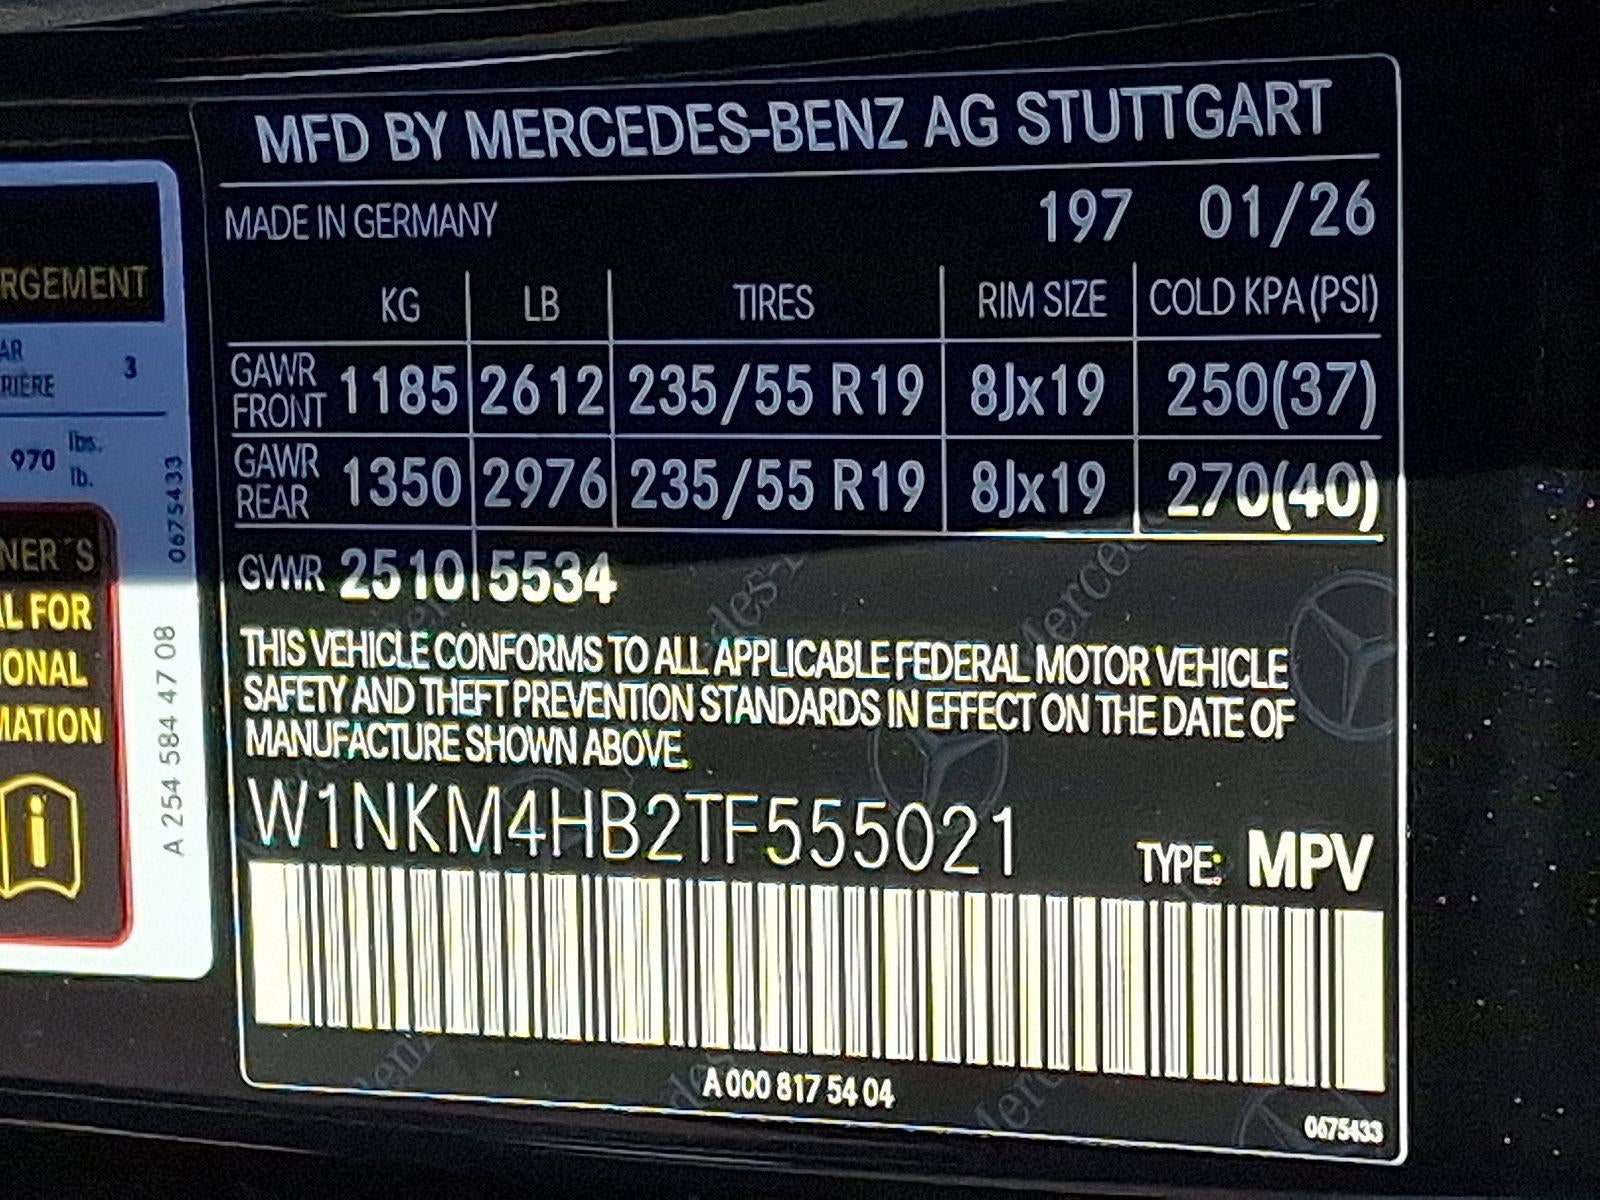 MFD BY MERCEDES-BENZ AG STUTTGART
MADE IN GERMANY 197 01/26
KG LB TIRES RIM SIZE COLD KPA (PSI)
GAWR FRONT 1185 2612 235/55 R19 8Jx19 250(37)
GAWR REAR 1350 2976 235/55 R19 8Jx19 270(40)
GVWR 2510 5534
THIS VEHICLE CONFORMS TO ALL APPLICABLE FEDERAL MOTOR VEHICLE
SAFETY AND THEFT PREVENTION STANDARDS IN EFFECT ON THE DATE OF
MANUFACTURE SHOWN ABOVE.
W1NKM4HB2TF555021 TYPE: MPV
A 000 817 54 04
0675433
RGEMENT
AR
RIÈRE 3
970 lbs.
lb.
0675433
NER´S
AL FOR
IONAL
MATION
A 254 584 47 08